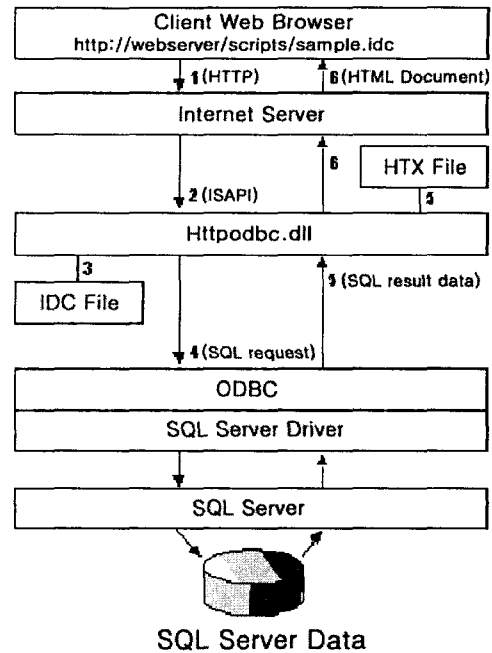 Client Web Browser
http://webserver/scripts/sample.idc
1 (HTTP)
6 (HTML Document)
Internet Server
6
HTX File
2 (ISAPI)
5
Httpodbc.dll
3
5 (SQL result data)
IDC File
4 (SQL request)
ODBC
SQL Server Driver
SQL Server
SQL Server Data